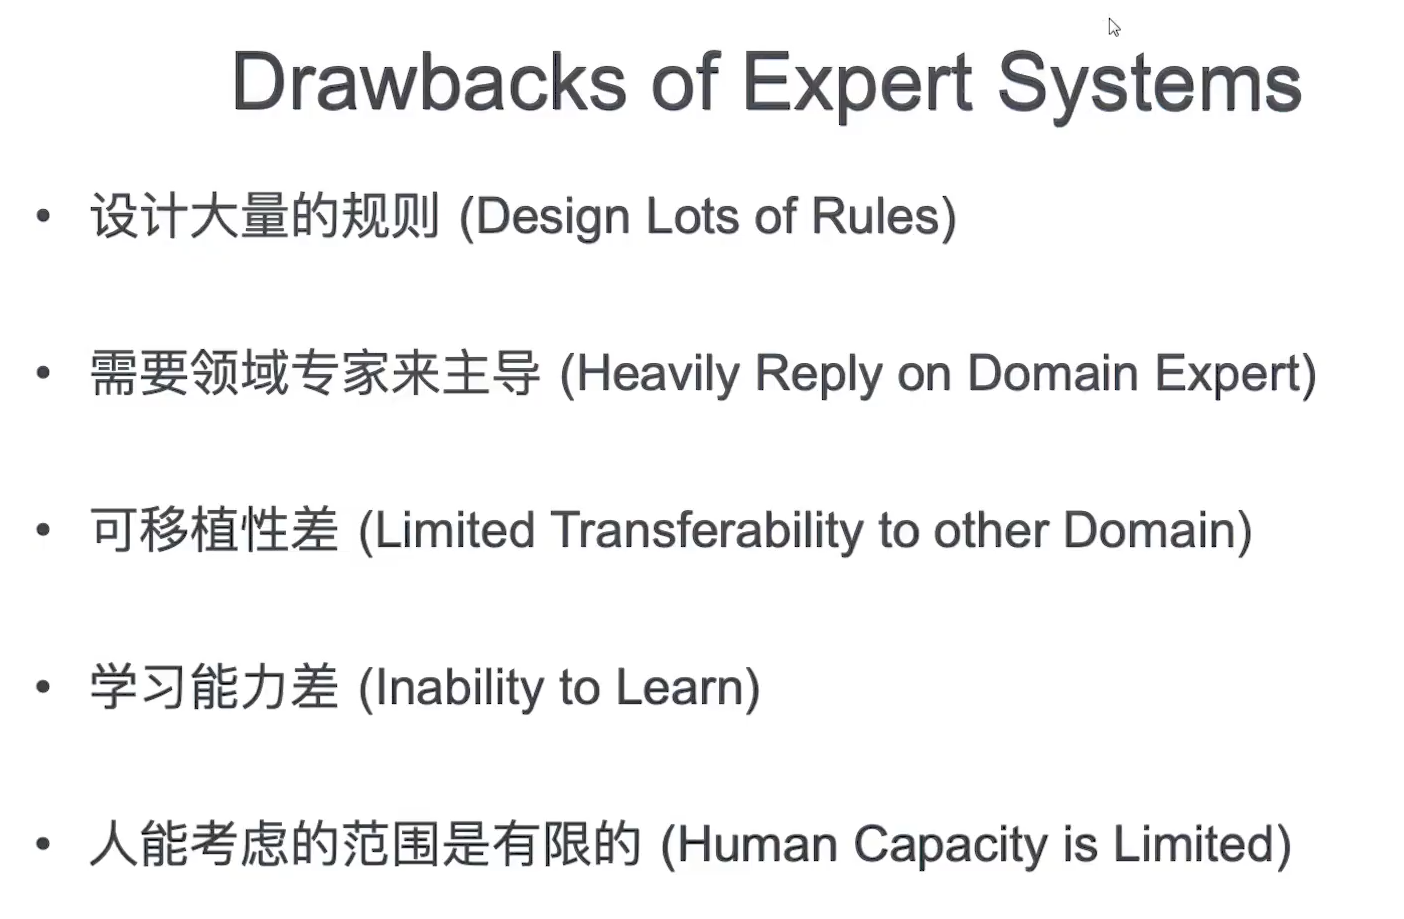 Drawbacks of Expert Systems
• 设计大量的规则 (Design Lots of Rules)
• 需要领域专家来主导 (Heavily Reply on Domain Expert)
• 可移植性差 (Limited Transferability to other Domain)
• 学习能力差 (Inability to Learn)
• 人能考虑的范围是有限的 (Human Capacity is Limited)